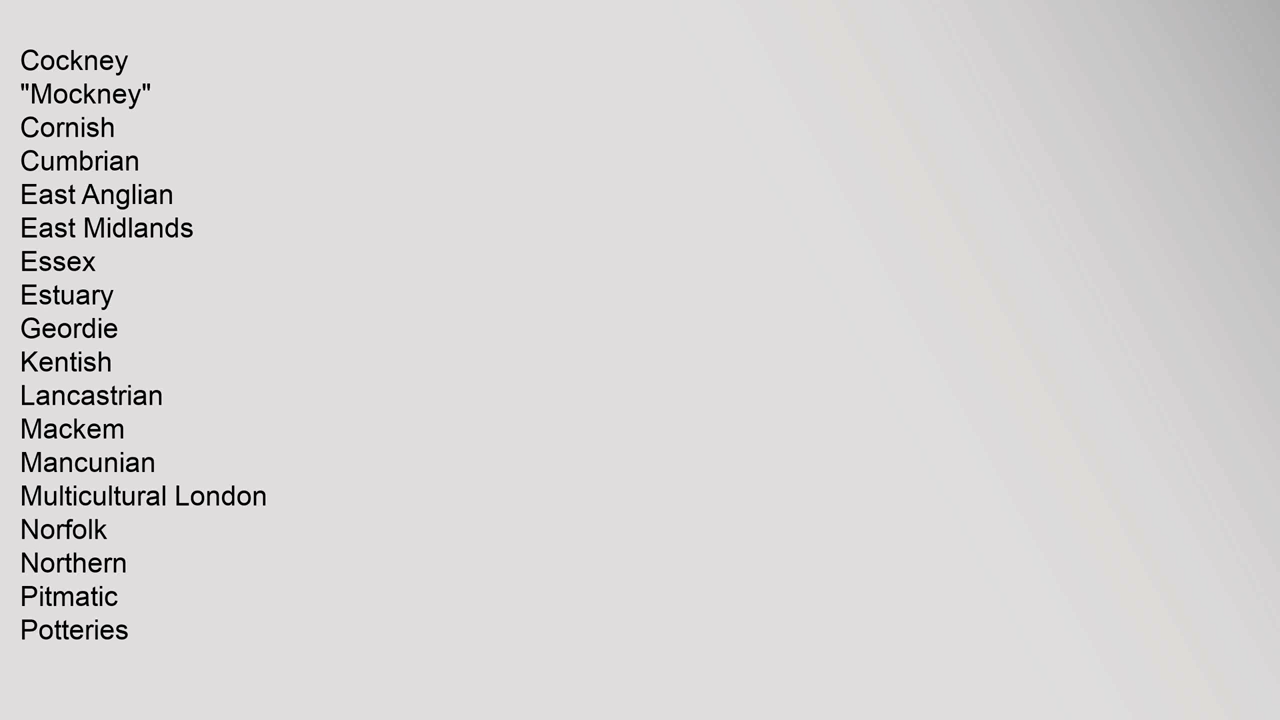 Cockney
"Mockney"
Cornish
Cumbrian
East Anglian
East Midlands
Essex
Estuary
Geordie
Kentish
Lancastrian
Mackem
Mancunian
Multicultural London
Norfolk
Northern
Pitmatic
Potteries